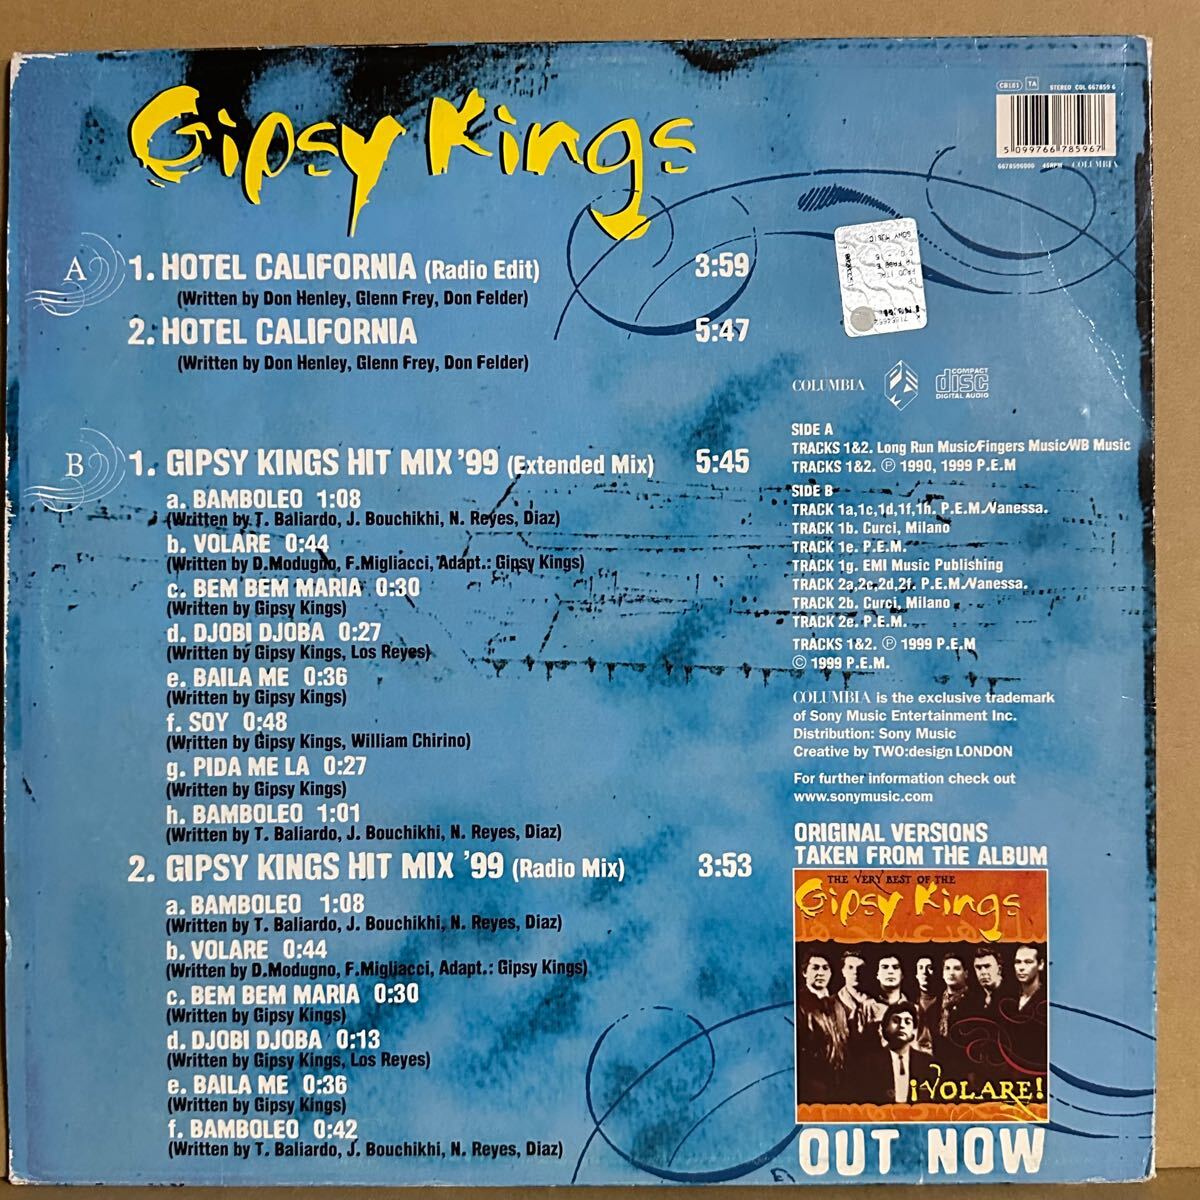 Gipsy Kings
CB181 TA STEREO COL 667859 6
5 099766 785967
6678596000 45RPM COLUMBIA
A
1. HOTEL CALIFORNIA (Radio Edit) 3:59
(Written by Don Henley, Glenn Frey, Don Felder)
2. HOTEL CALIFORNIA 5:47
(Written by Don Henley, Glenn Frey, Don Felder)
B
1. GIPSY KINGS HIT MIX '99 (Extended Mix) 5:45
a. BAMBOLEO 1:08
(Written by T. Baliardo, J. Bouchikhi, N. Reyes, Diaz)
b. VOLARE 0:44
(Written by D.Modugno, F.Migliacci, Adapt.: Gipsy Kings)
c. BEM BEM MARIA 0:30
(Written by Gipsy Kings)
d. DJOBI DJOBA 0:27
(Written by Gipsy Kings, Los Reyes)
e. BAILA ME 0:36
(Written by Gipsy Kings)
f. SOY 0:48
(Written by Gipsy Kings, William Chirino)
g. PIDA ME LA 0:27
(Written by Gipsy Kings)
h. BAMBOLEO 1:01
(Written by T. Baliardo, J. Bouchikhi, N. Reyes, Diaz)
2. GIPSY KINGS HIT MIX '99 (Radio Mix) 3:53
a. BAMBOLEO 1:08
(Written by T. Baliardo, J. Bouchikhi, N. Reyes, Diaz)
b. VOLARE 0:44
(Written by D.Modugno, F.Migliacci, Adapt.: Gipsy Kings)
c. BEM BEM MARIA 0:30
(Written by Gipsy Kings)
d. DJOBI DJOBA 0:13
(Written by Gipsy Kings, Los Reyes)
e. BAILA ME 0:36
(Written by Gipsy Kings)
f. BAMBOLEO 0:42
(Written by T. Baliardo, J. Bouchikhi, N. Reyes, Diaz)
SONY MUSIC
COLUMBIA
COMPACT
disc
DIGITAL AUDIO
SIDE A
TRACKS 1&2. Long Run Music/Fingers Music/WB Music
TRACKS 1&2. ℗ 1990, 1999 P.E.M
SIDE B
TRACK 1a,1c,1d,1f,1h. P.E.M./Vanessa.
TRACK 1b. Curci, Milano
TRACK 1e. P.E.M.
TRACK 1g. EMI Music Publishing
TRACK 2a,2c,2d,2f. P.E.M./Vanessa.
TRACK 2b. Curci, Milano
TRACK 2e. P.E.M.
TRACKS 1&2. ℗ 1999 P.E.M
© 1999 P.E.M.
COLUMBIA is the exclusive trademark
of Sony Music Entertainment Inc.
Distribution: Sony Music
Creative by TWO:design LONDON
For further information check out
www.sonymusic.com
ORIGINAL VERSIONS
TAKEN FROM THE ALBUM
THE VERY BEST OF THE
Gipsy Kings
¡VOLARE!
OUT NOW